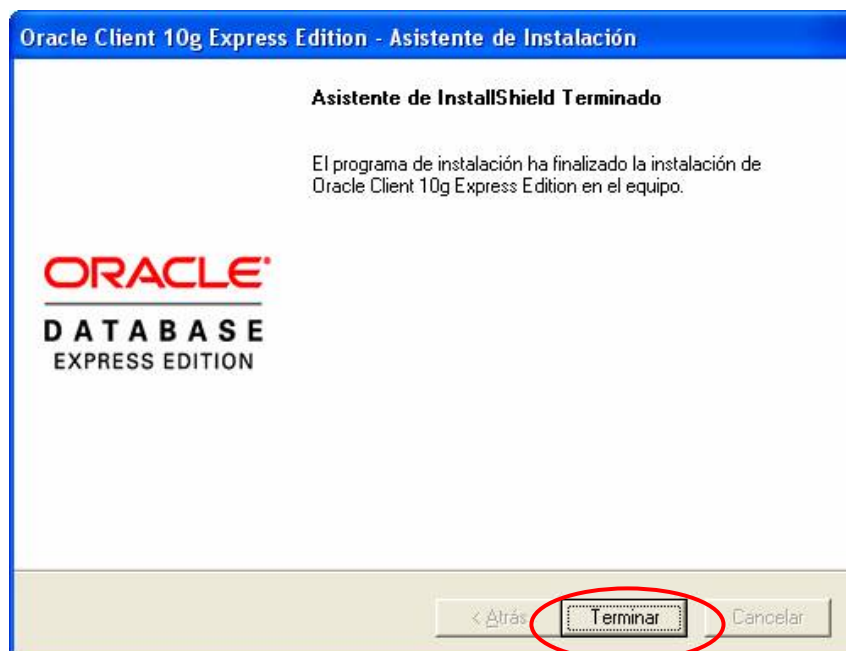 Oracle Client 10g Express Edition - Asistente de Instalación
Asistente de InstallShield Terminado
El programa de instalación ha finalizado la instalación de
Oracle Client 10g Express Edition en el equipo.
ORACLE
DATABASE
EXPRESS EDITION
< Atrás Terminar Cancelar